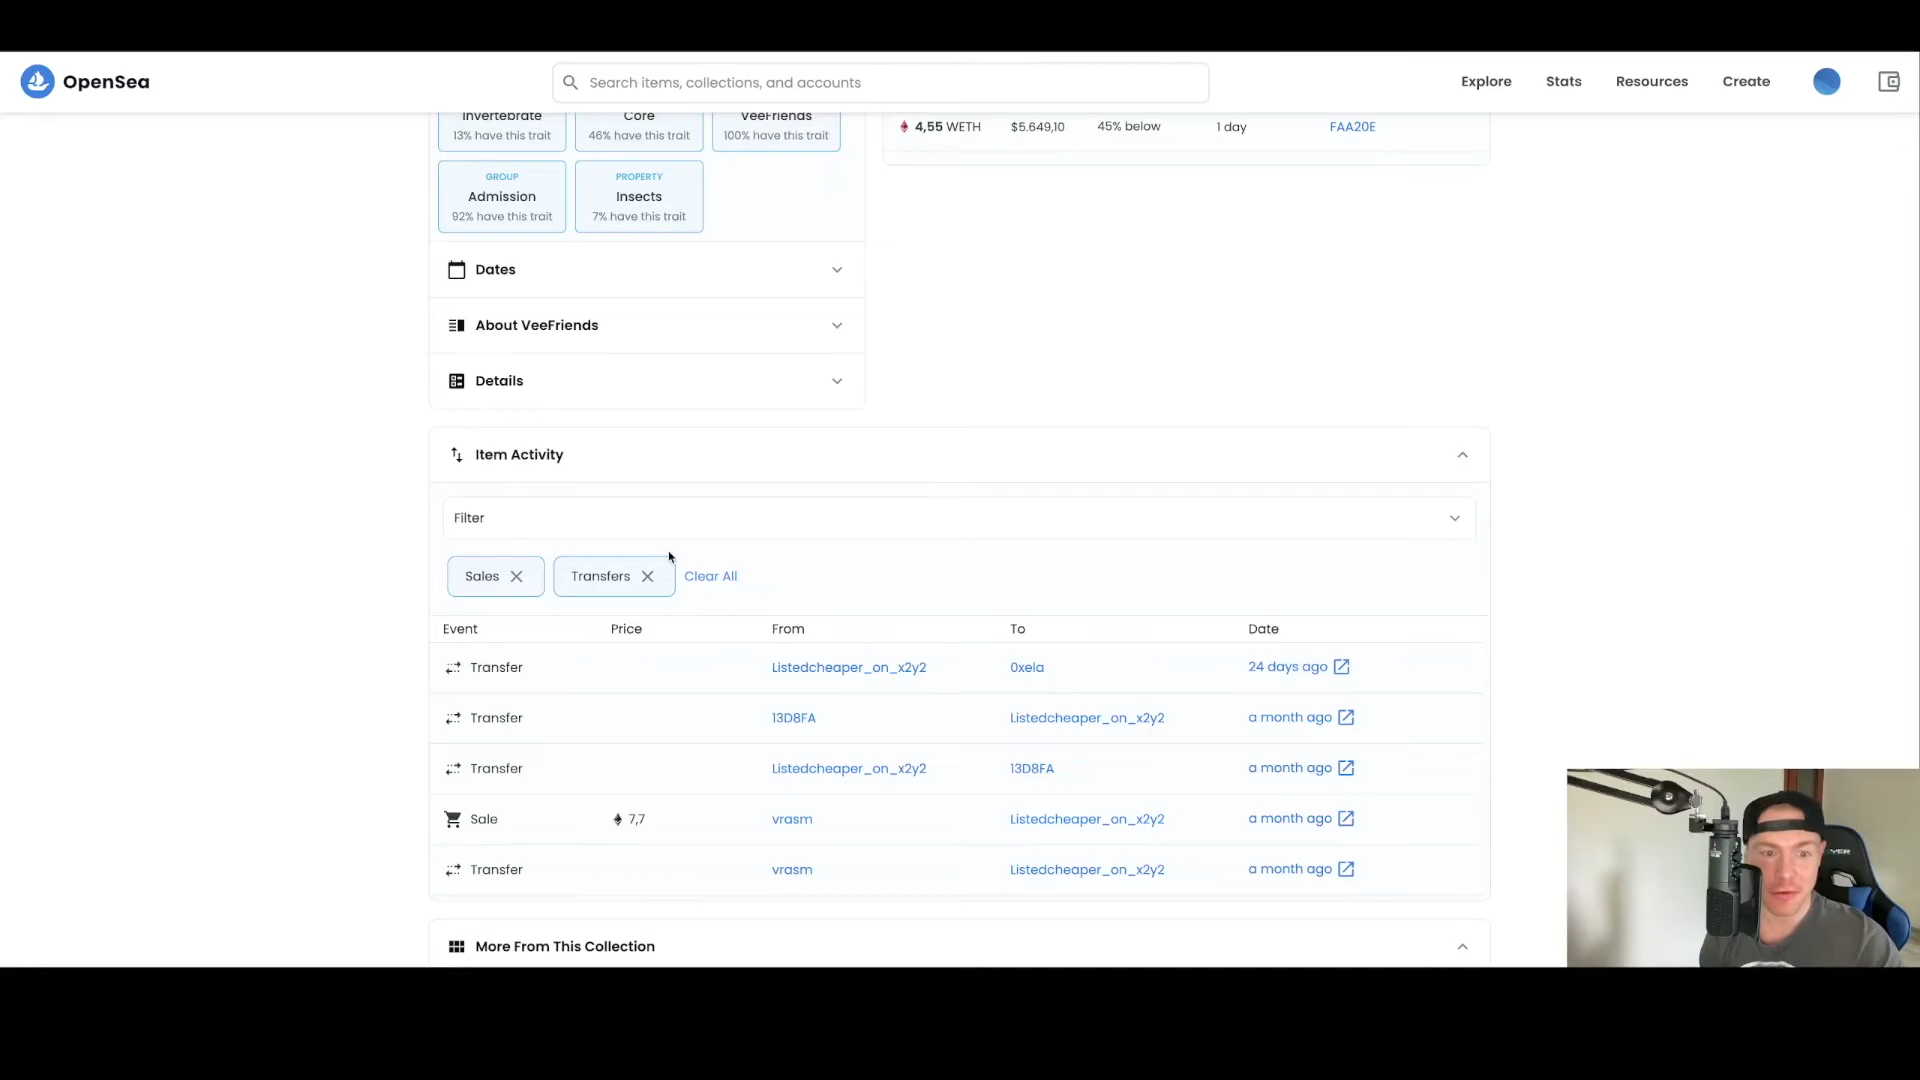 OpenSea
Search items, collections, and accounts
Explore
Stats
Resources
Create
Invertebrate
13% have this trait
Core
46% have this trait
VeeFriends
100% have this trait
4,55 WETH $5.649,10 45% below 1 day FAA20E
GROUP
Admission
92% have this trait
PROPERTY
Insects
7% have this trait
Dates
About VeeFriends
Details
Item Activity
Filter
Sales
Transfers
Clear All
Event Price From To Date
Transfer Listedcheaper_on_x2y2 0xela 24 days ago
Transfer 13D8FA Listedcheaper_on_x2y2 a month ago
Transfer Listedcheaper_on_x2y2 13D8FA a month ago
Sale 7,7 vrasm Listedcheaper_on_x2y2 a month ago
Transfer vrasm Listedcheaper_on_x2y2 a month ago
More From This Collection